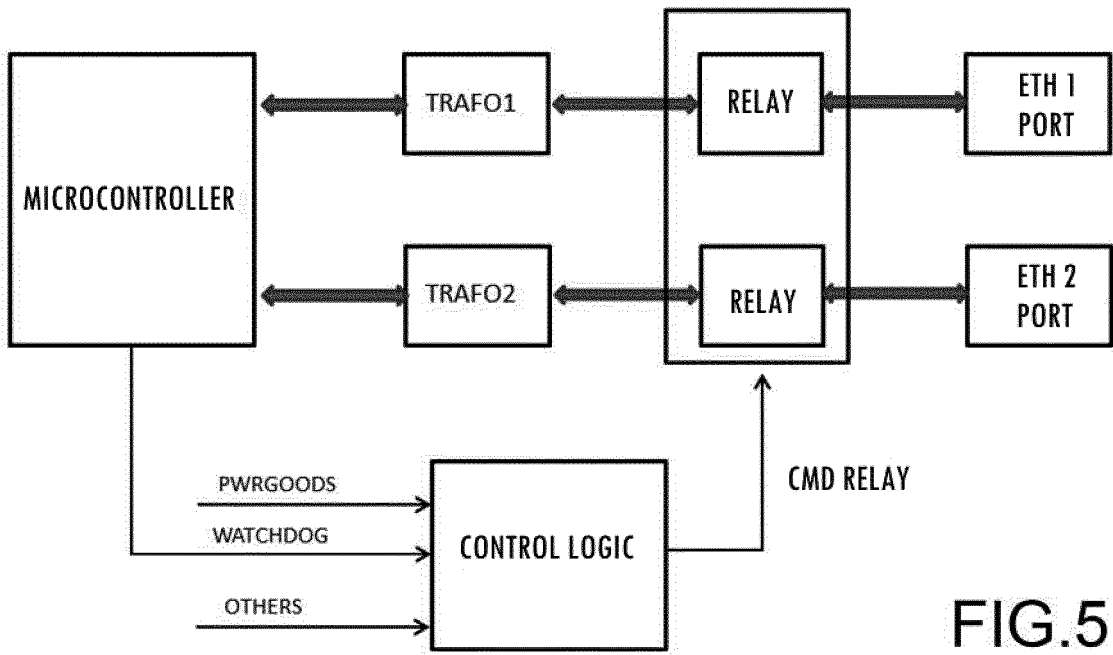 MICROCONTROLLER
TRAFO1
RELAY
ETH 1
PORT
TRAFO2
RELAY
ETH 2
PORT
PWRGOODS
WATCHDOG
OTHERS
CONTROL LOGIC
CMD RELAY
FIG.5